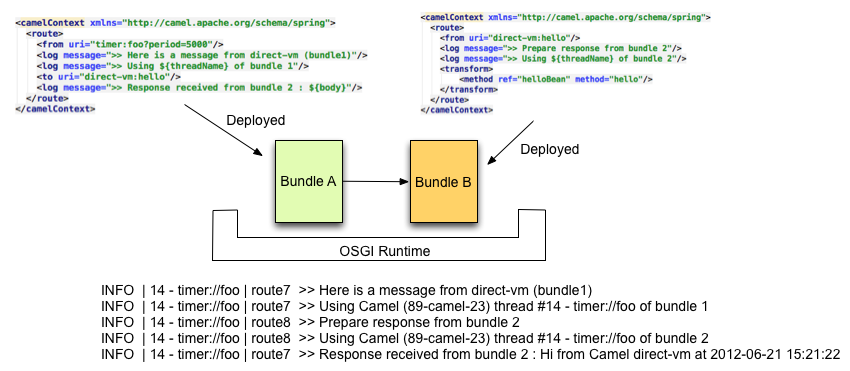 <camelContext xmlns="http://camel.apache.org/schema/spring">
<route>
<from uri="timer:foo?period=5000"/>
<log message=">> Here is a message from direct-vm (bundle1)"/>
<log message=">> Using ${threadName} of bundle 1"/>
<to uri="direct-vm:hello"/>
<log message=">> Response received from bundle 2 : ${body}"/>
</route>
</camelContext>
<camelContext xmlns="http://camel.apache.org/schema/spring">
<route>
<from uri="direct-vm:hello"/>
<log message=">> Prepare response from bundle 2"/>
<log message=">> Using ${threadName} of bundle 2"/>
<transform>
<method ref="helloBean" method="hello"/>
</transform>
</route>
</camelContext>
Deployed
Deployed
Bundle A
Bundle B
OSGI Runtime
INFO | 14 - timer://foo | route7 >> Here is a message from direct-vm (bundle1)
INFO | 14 - timer://foo | route7 >> Using Camel (89-camel-23) thread #14 - timer://foo of bundle 1
INFO | 14 - timer://foo | route8 >> Prepare response from bundle 2
INFO | 14 - timer://foo | route8 >> Using Camel (89-camel-23) thread #14 - timer://foo of bundle 2
INFO | 14 - timer://foo | route7 >> Response received from bundle 2 : Hi from Camel direct-vm at 2012-06-21 15:21:22